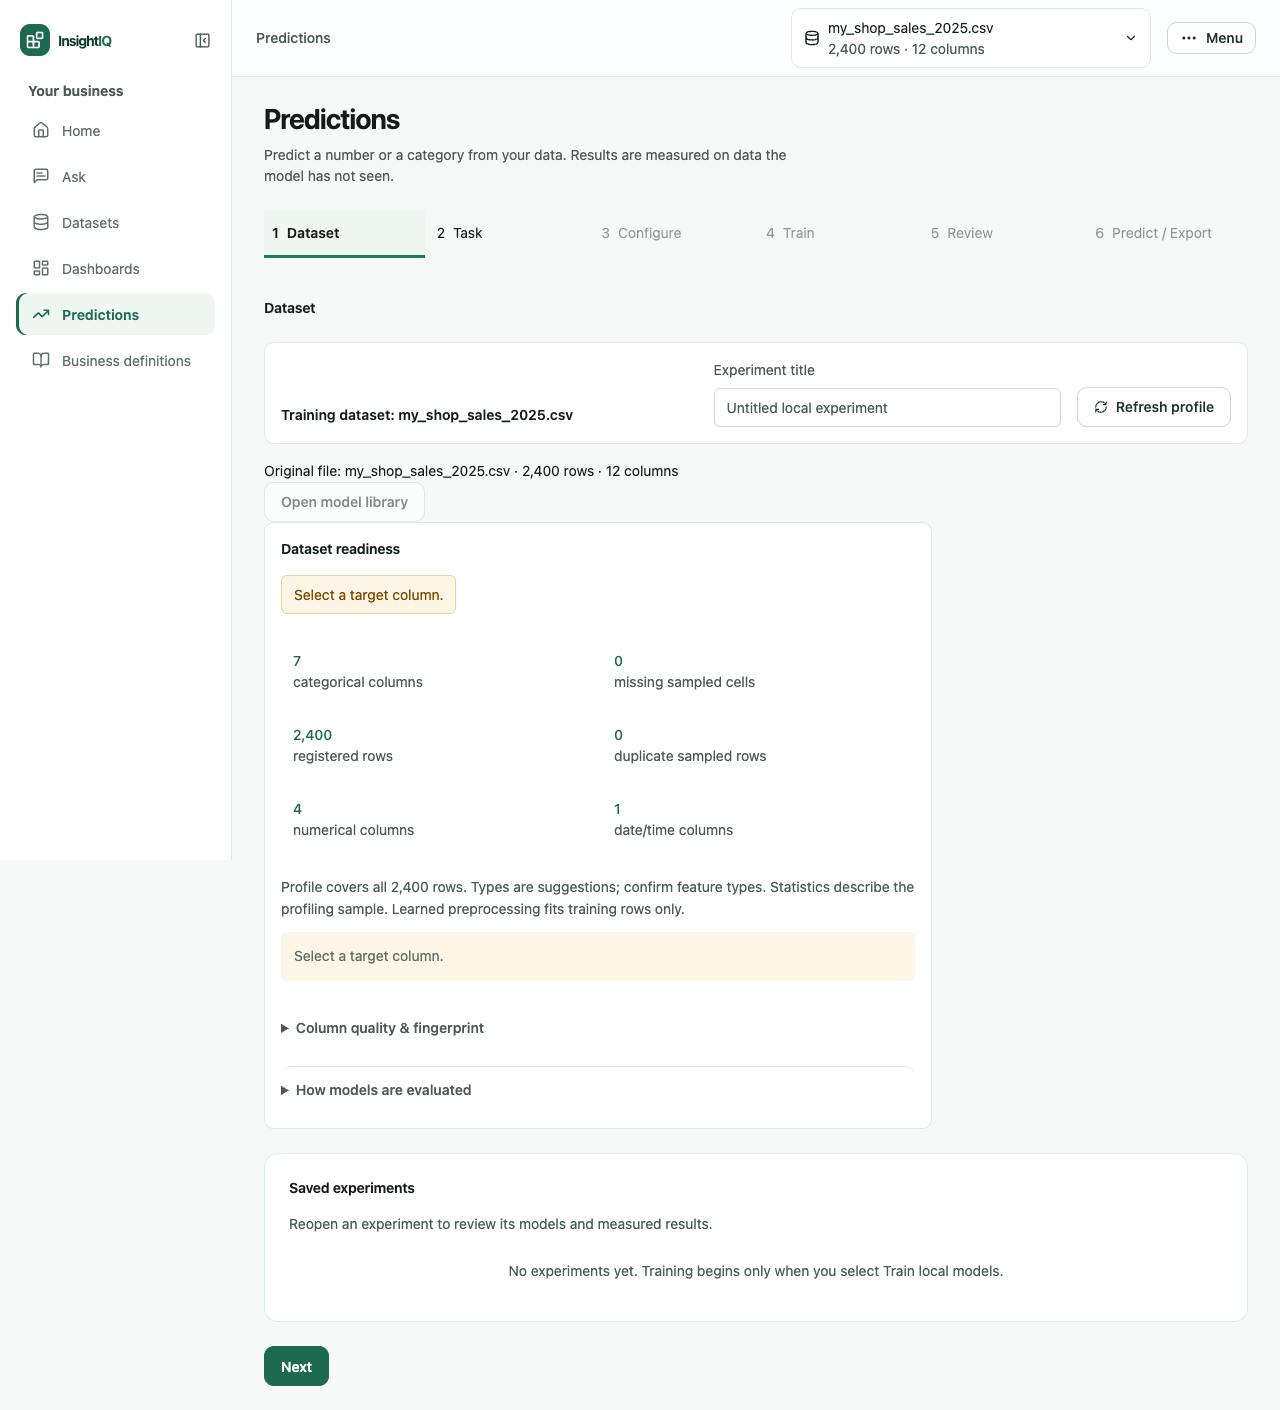 InsightIQ
Your business
Home
Ask
Datasets
Dashboards
Predictions
Business definitions
Predictions
my_shop_sales_2025.csv
2,400 rows · 12 columns
Menu
Predictions
Predict a number or a category from your data. Results are measured on data the
model has not seen.
1 Dataset
2 Task
3 Configure
4 Train
5 Review
6 Predict / Export
Dataset
Training dataset: my_shop_sales_2025.csv
Experiment title
Untitled local experiment
Refresh profile
Original file: my_shop_sales_2025.csv · 2,400 rows · 12 columns
Open model library
Dataset readiness
Select a target column.
7
categorical columns
0
missing sampled cells
2,400
registered rows
0
duplicate sampled rows
4
numerical columns
1
date/time columns
Profile covers all 2,400 rows. Types are suggestions; confirm feature types. Statistics describe the
profiling sample. Learned preprocessing fits training rows only.
Select a target column.
Column quality & fingerprint
How models are evaluated
Saved experiments
Reopen an experiment to review its models and measured results.
No experiments yet. Training begins only when you select Train local models.
Next